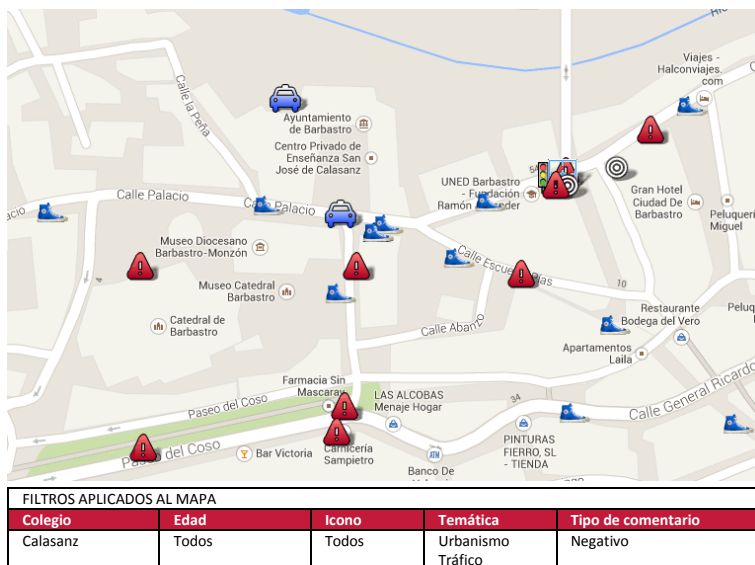 Viajes -
Halconviajes.
com
Calle la Peña
Ayuntamiento
de Barbastro
Centro Privado de
Enseñanza San
José de Calasanz
UNED Barbastro
- Fundación
Ramón
Gran Hotel
Ciudad De
Barbastro
Peluquería
Miguel
Calle Palacio
Calle Palacio
Museo Diocesano
Barbastro-Monzón
Museo Catedral
Barbastro
Catedral de
Barbastro
4
10
Calle Abanzo
Restaurante
Bodega del Vero
Apartamentos
Laila
Farmacia Sin
Mascaray
LAS ALCOBAS
Menaje Hogar
34
Calle General Ricardo
Paseo del Coso
Paseo del Coso
Bar Victoria
Carnicería
Sampietro
ATM
Banco De
PINTURAS
FIERRO, SL
- TIENDA
FILTROS APLICADOS AL MAPA
Colegio Edad Icono Temática Tipo de comentario
Calasanz Todos Todos Urbanismo Negativo
Tráfico